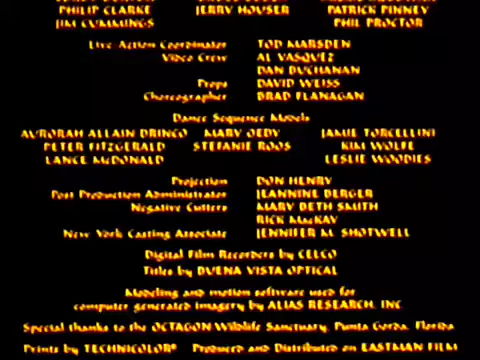 PHILIP CLARKE JERRY HOUSER PATRICK PINNEY
JIM CUMMINGS PHIL PROCTOR
Live Action Coordinator TOD MARSDEN
Video Crew AL VASQUEZ
DAN BUCHANAN
Props DAVID WEISS
Choreographer BRAD FLANAGAN
Dance Sequence Models
AURORAH ALLAIN DRINCO MARY OEDY JAMIE TORCELLINI
PETER FITZGERALD STEFANIE ROOS KIM WOLFE
LANCE McDONALD LESLIE WOODIES
Projection DON HENRY
Post Production Administrator JEANNINE BERGER
Negative Cutters MARY BETH SMITH
RICK MacKAY
New York Casting Associate JENNIFER M. SHOTWELL
Digital Film Recorders by CELCO
Titles by BUENA VISTA OPTICAL
Modeling and motion software used for
computer generated imagery by ALIAS RESEARCH, INC
Special thanks to the OCTAGON Wildlife Sanctuary, Punta Gorda, Florida
Prints by TECHNICOLOR® Produced and Distributed on EASTMAN FILM